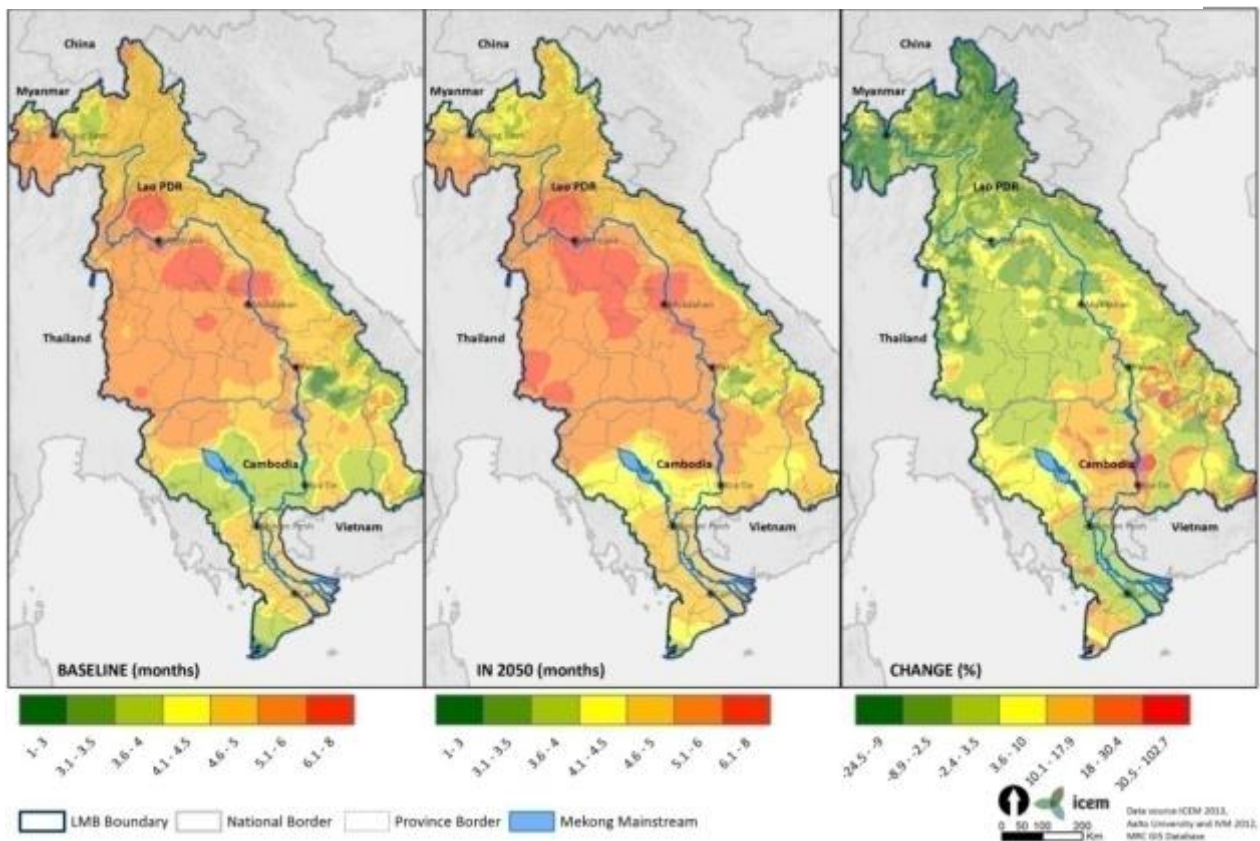 China
Myanmar
Lao PDR
Thailand
Cambodia
Vietnam
BASELINE (months)
China
Myanmar
Lao PDR
Thailand
Cambodia
Vietnam
IN 2050 (months)
China
Myanmar
Lao PDR
Mukdahan
Thailand
Cambodia
Vietnam
CHANGE (%)
1 - 3
3.1 - 3.5
3.6 - 4
4.1 - 4.5
4.6 - 5
5.1 - 6
6.1 - 8
1 - 3
3.1 - 3.5
3.6 - 4
4.1 - 4.5
4.6 - 5
5.1 - 6
6.1 - 8
-24.5 - -9
-8.9 - -2.5
-2.4 - 3.5
3.6 - 10
10.1 - 17.9
18 - 30.4
30.5 - 102.7
LMB Boundary
National Border
Province Border
Mekong Mainstream
icem
0 50 100 200
Km
Data source ICEM 2013,
Aalto University and IVM 2012,
MRC GIS Database